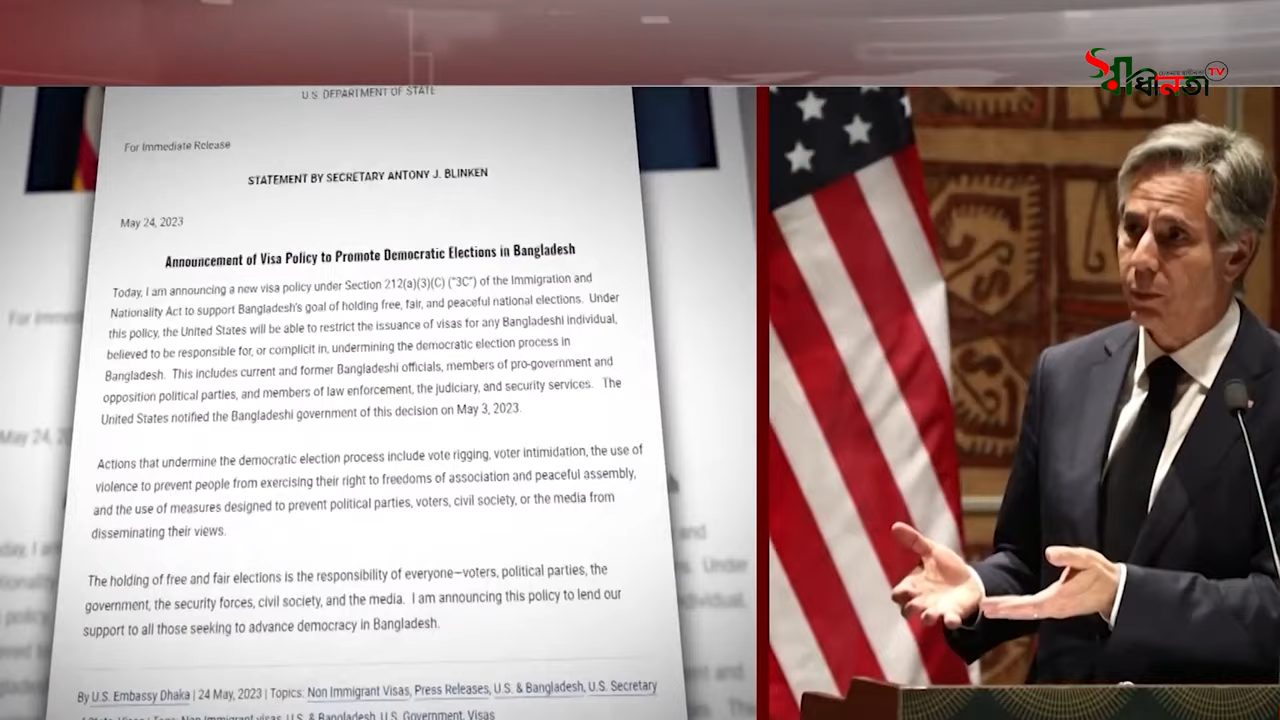 স্বাধীনতা TV
U.S. DEPARTMENT OF STATE
For Immediate Release
STATEMENT BY SECRETARY ANTONY J. BLINKEN
May 24, 2023
Announcement of Visa Policy to Promote Democratic Elections in Bangladesh
Today, I am announcing a new visa policy under Section 212(a)(3)(C) ("3C") of the Immigration and
Nationality Act to support Bangladesh's goal of holding free, fair, and peaceful national elections. Under
this policy, the United States will be able to restrict the issuance of visas for any Bangladeshi individual,
believed to be responsible for, or complicit in, undermining the democratic election process in
Bangladesh. This includes current and former Bangladeshi officials, members of pro-government and
opposition political parties, and members of law enforcement, the judiciary, and security services. The
United States notified the Bangladeshi government of this decision on May 3, 2023.
Actions that undermine the democratic election process include vote rigging, voter intimidation, the use of
violence to prevent people from exercising their right to freedoms of association and peaceful assembly,
and the use of measures designed to prevent political parties, voters, civil society, or the media from
disseminating their views.
The holding of free and fair elections is the responsibility of everyone—voters, political parties, the
government, the security forces, civil society, and the media. I am announcing this policy to lend our
support to all those seeking to advance democracy in Bangladesh.
By U.S. Embassy Dhaka | 24 May, 2023 | Topics: Non Immigrant Visas, Press Releases, U.S. & Bangladesh, U.S. Secretary
of State, Visas | Tags: Non Immigrant visas, U.S. & Bangladesh, U.S. Government, Visas